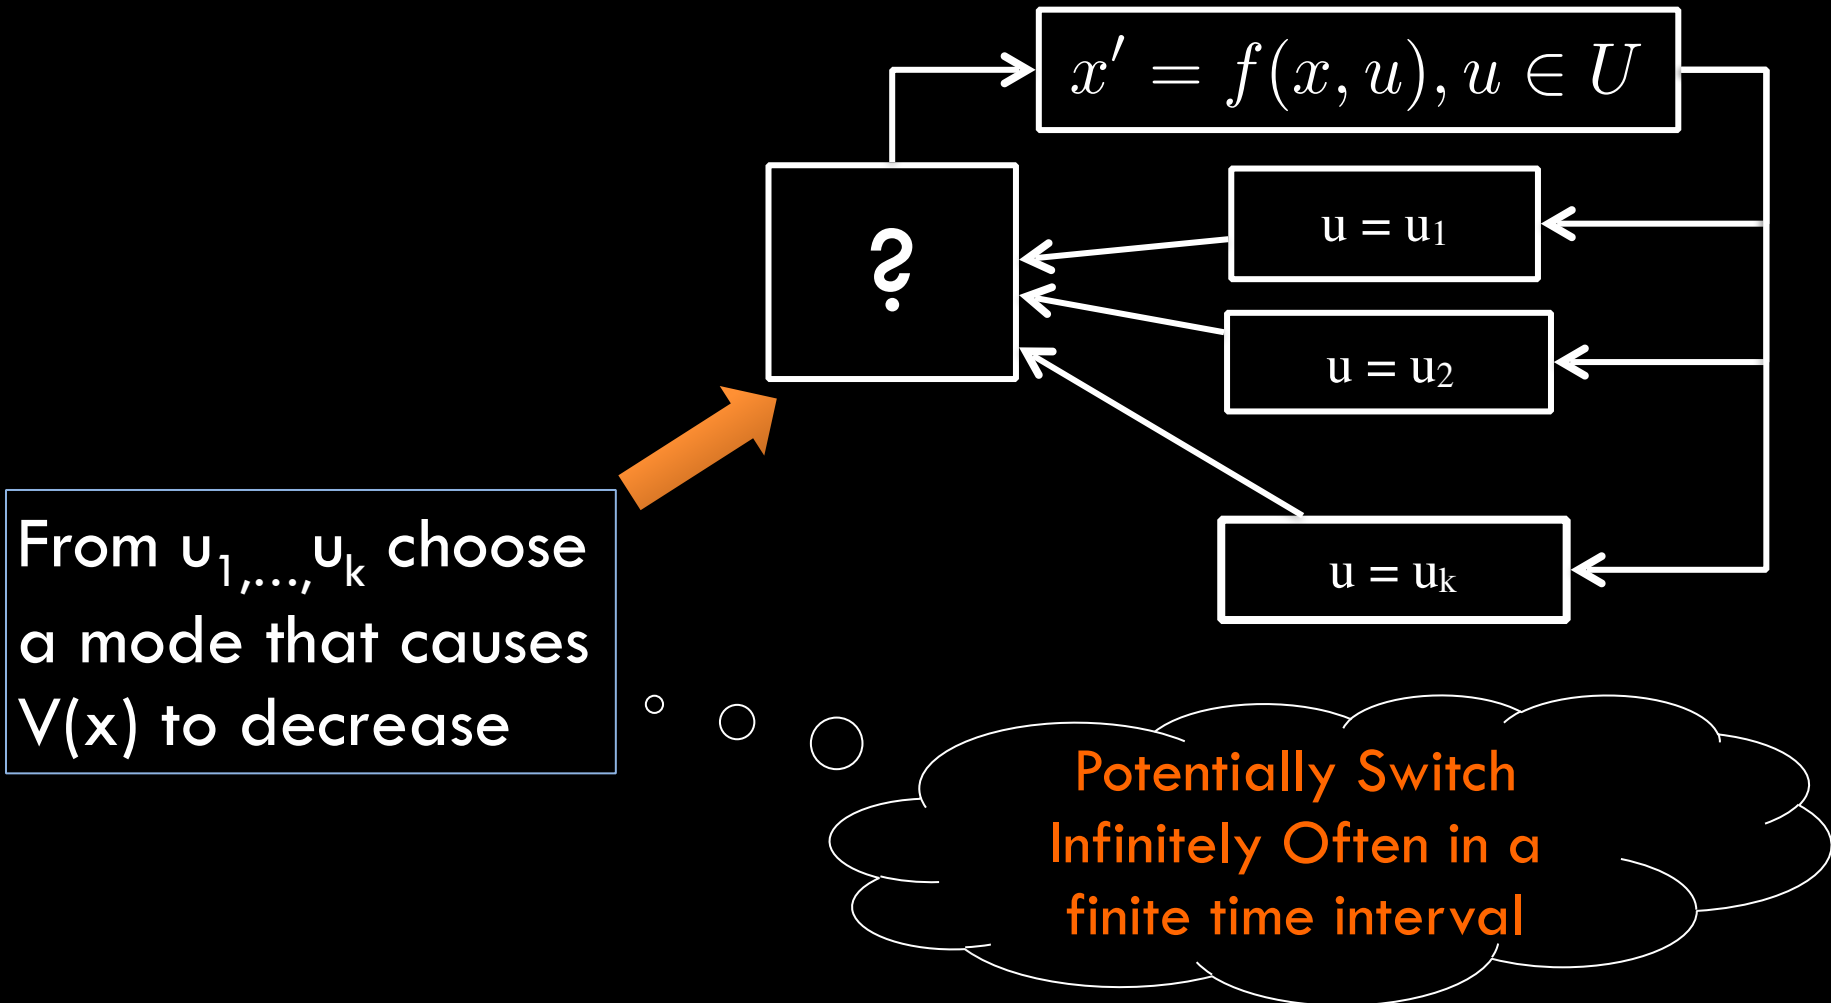 x′ = f(x, u), u ∈ U
?
u = u₁
u = u₂
u = uₖ
From u₁,...,uₖ choose
a mode that causes
V(x) to decrease
Potentially Switch
Infinitely Often in a
finite time interval